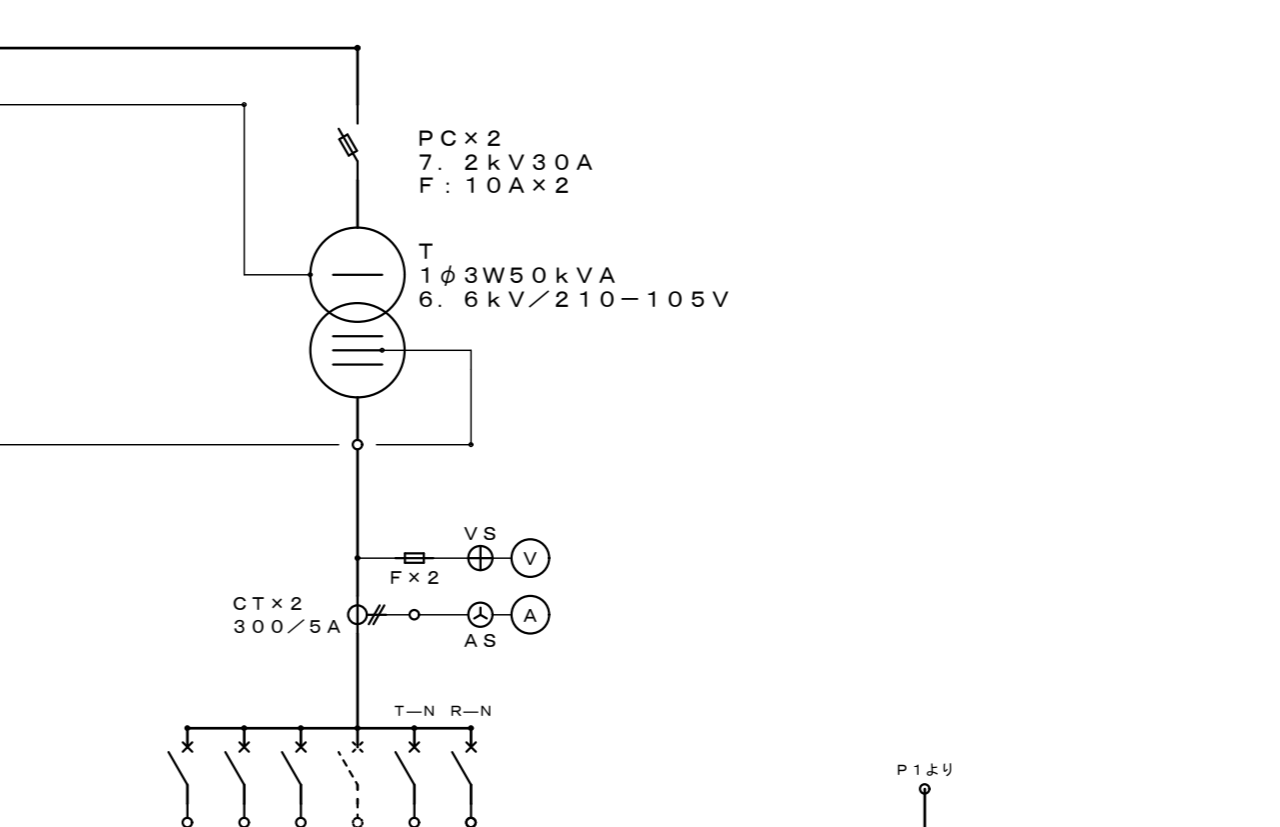 PC×2
7．2kV30A
F：10A×2
T
1φ3W50kVA
6．6kV／210－105V
VS
V
F×2
CT×2
300／5A
A
AS
T―N R―N
P1より